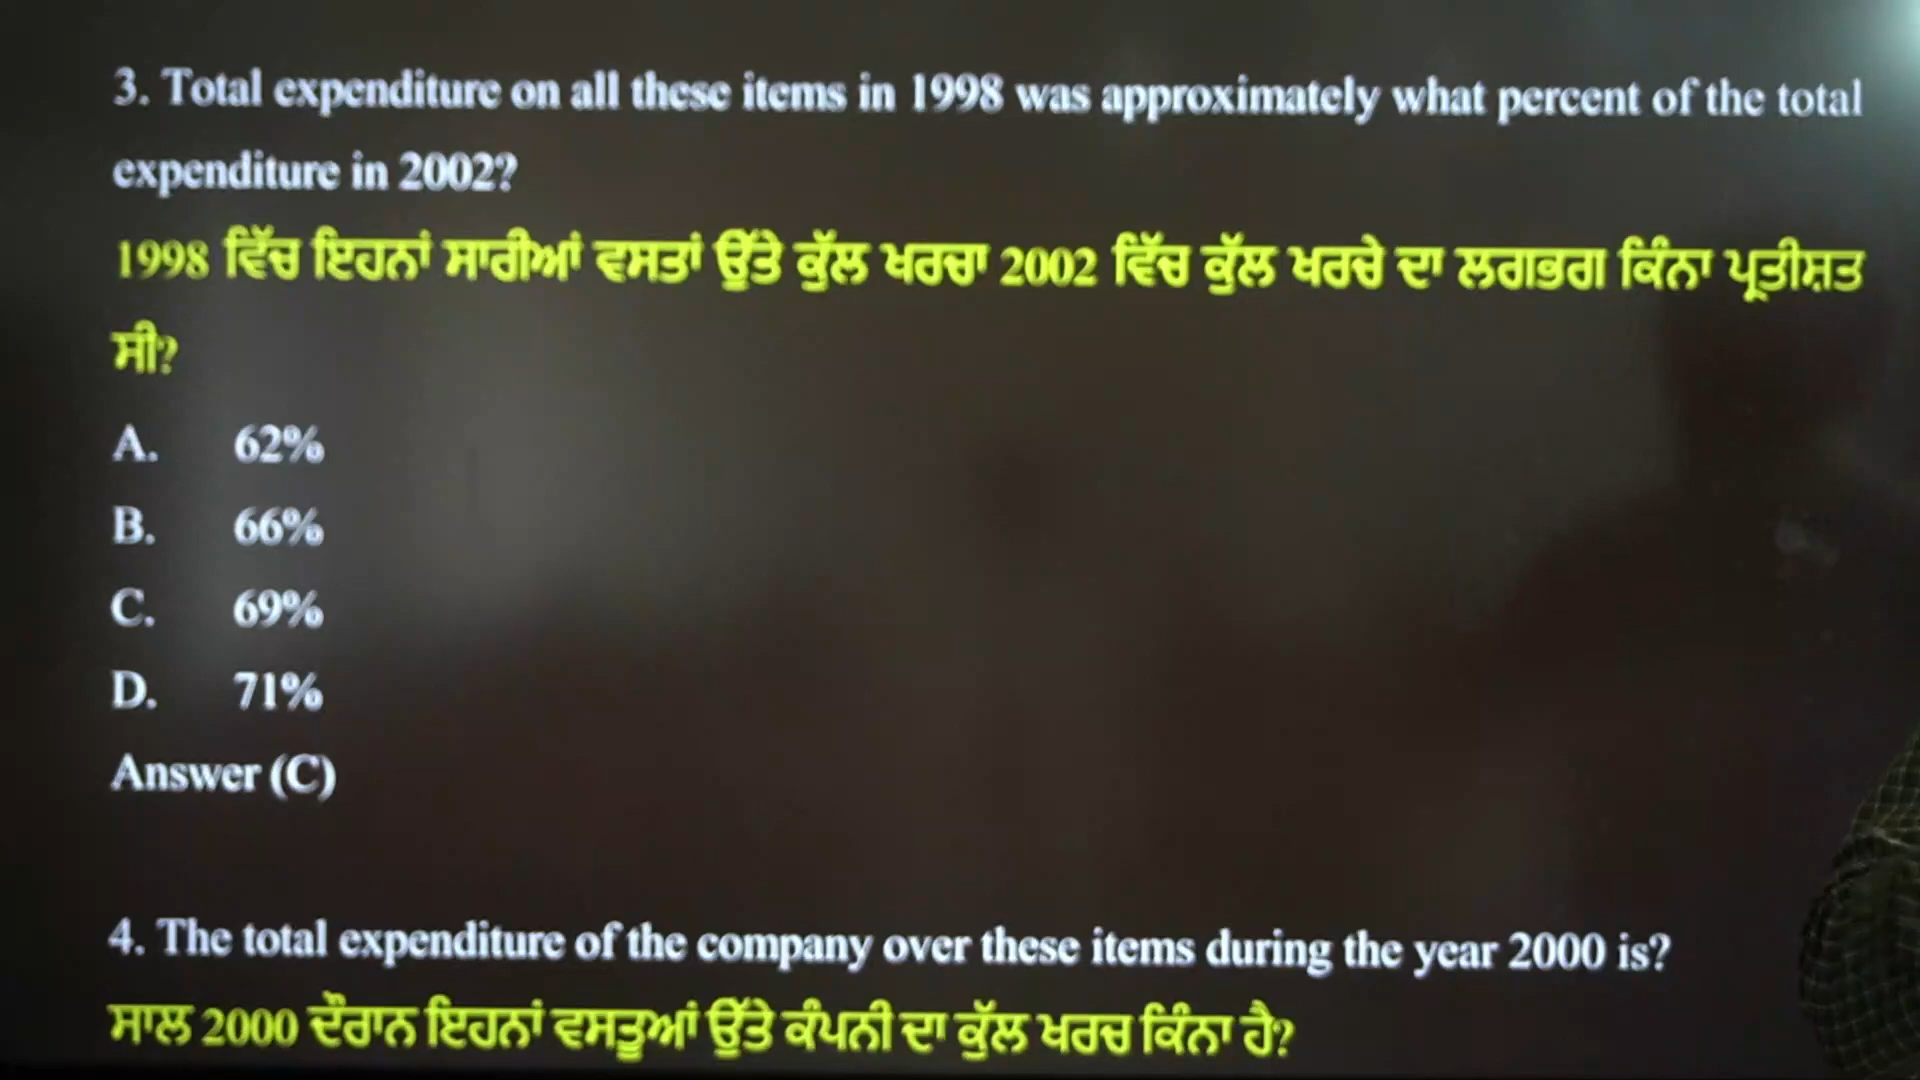 3. Total expenditure on all these items in 1998 was approximately what percent of the total
expenditure in 2002?
1998 ਵਿੱਚ ਇਹਨਾਂ ਸਾਰੀਆਂ ਵਸਤਾਂ ਉੱਤੇ ਕੁੱਲ ਖਰਚਾ 2002 ਵਿੱਚ ਕੁੱਲ ਖਰਚੇ ਦਾ ਲਗਭਗ ਕਿੰਨਾ ਪ੍ਰਤੀਸ਼ਤ
ਸੀ?
A. 62%
B. 66%
C. 69%
D. 71%
Answer (C)
4. The total expenditure of the company over these items during the year 2000 is?
ਸਾਲ 2000 ਦੌਰਾਨ ਇਹਨਾਂ ਵਸਤੂਆਂ ਉੱਤੇ ਕੰਪਨੀ ਦਾ ਕੁੱਲ ਖਰਚ ਕਿੰਨਾ ਹੈ?